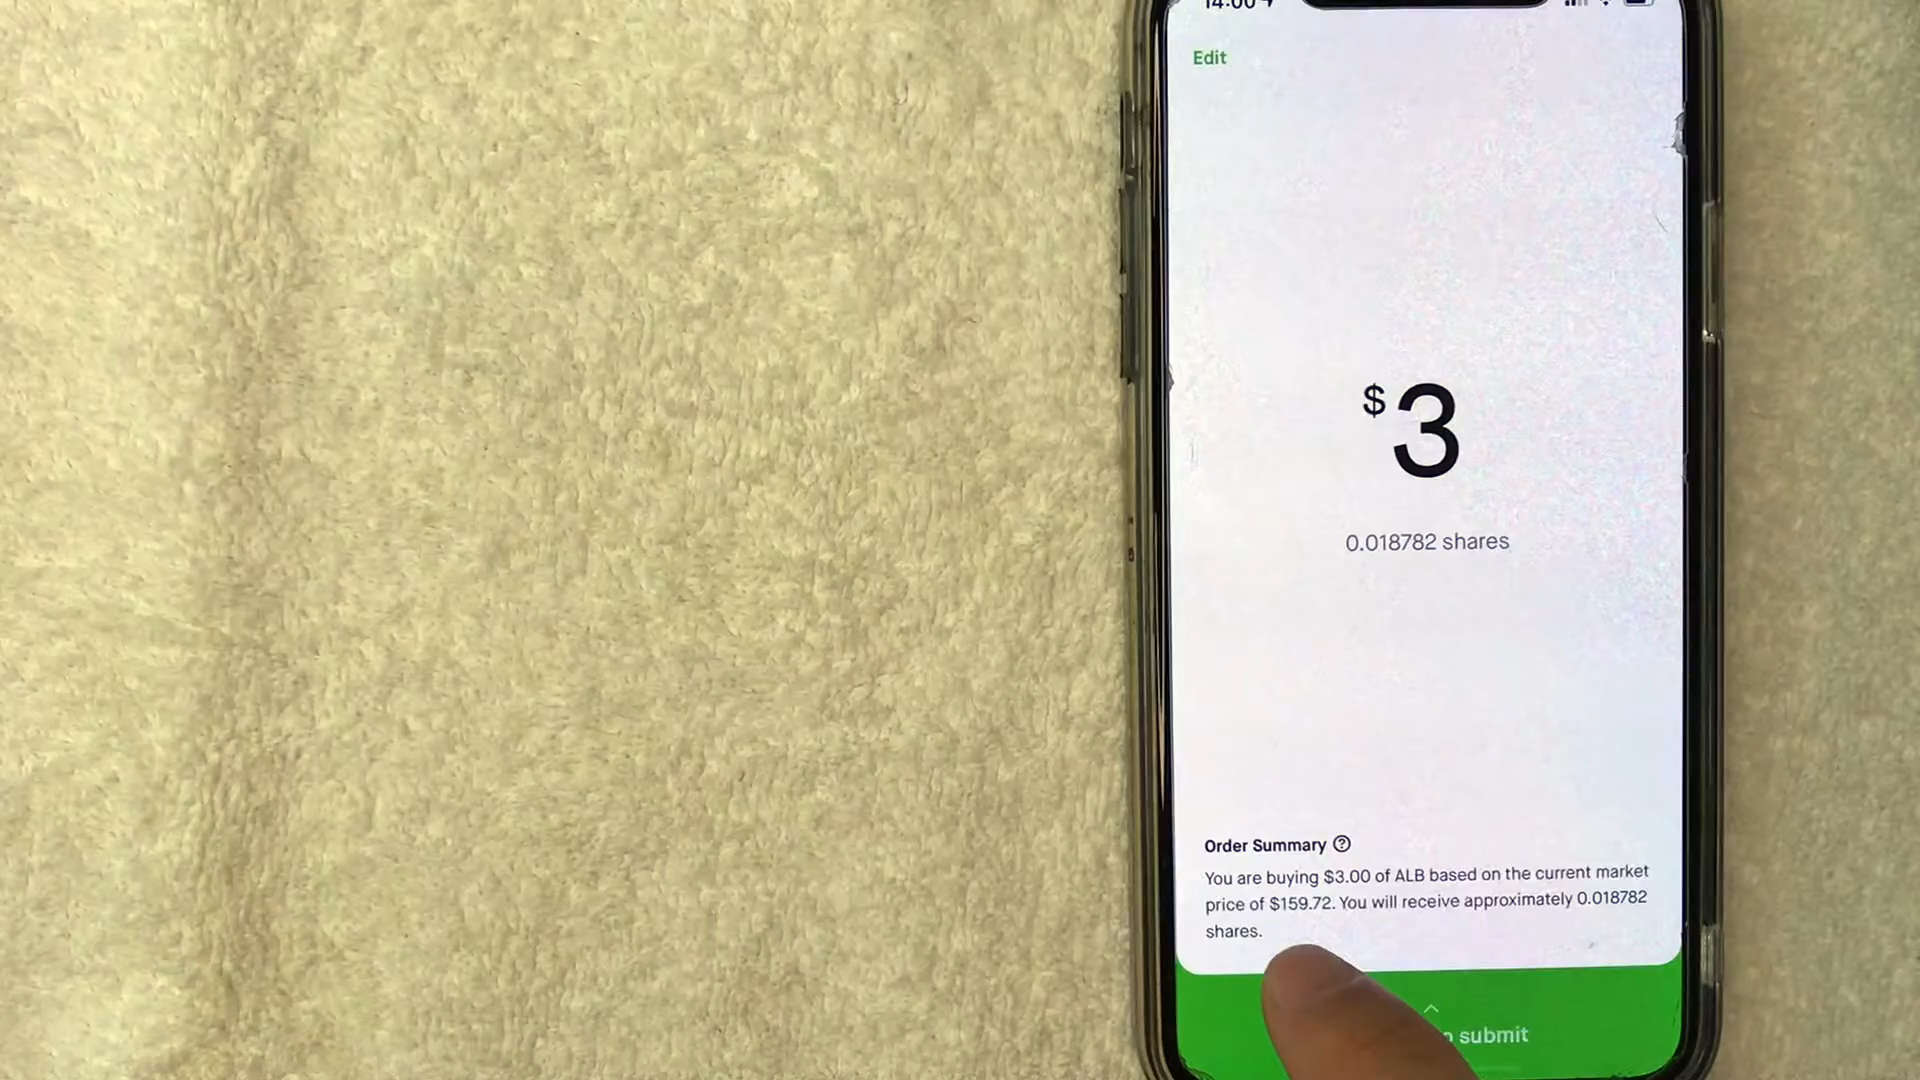 14:00
Edit
$3
0.018782 shares
Order Summary
You are buying $3.00 of ALB based on the current market
price of $159.72. You will receive approximately 0.018782
shares.
submit